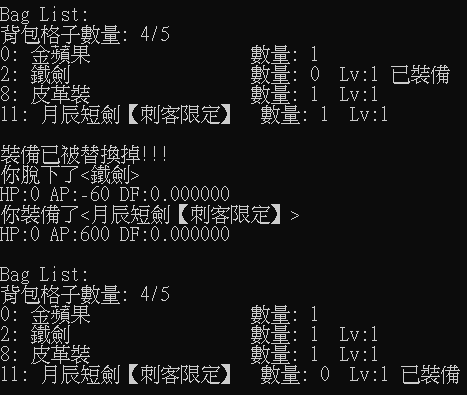 Bag List:
背包格子數量: 4/5
0: 金蘋果 數量: 1
2: 鐵劍 數量: 0 Lv:1 已裝備
8: 皮革裝 數量: 1 Lv:1
11: 月辰短劍【刺客限定】 數量: 1 Lv:1
裝備已被替換掉!!!
你脫下了<鐵劍>
HP:0 AP:-60 DF:0.000000
你裝備了<月辰短劍【刺客限定】>
HP:0 AP:600 DF:0.000000
Bag List:
背包格子數量: 4/5
0: 金蘋果 數量: 1
2: 鐵劍 數量: 1 Lv:1
8: 皮革裝 數量: 1 Lv:1
11: 月辰短劍【刺客限定】 數量: 0 Lv:1 已裝備